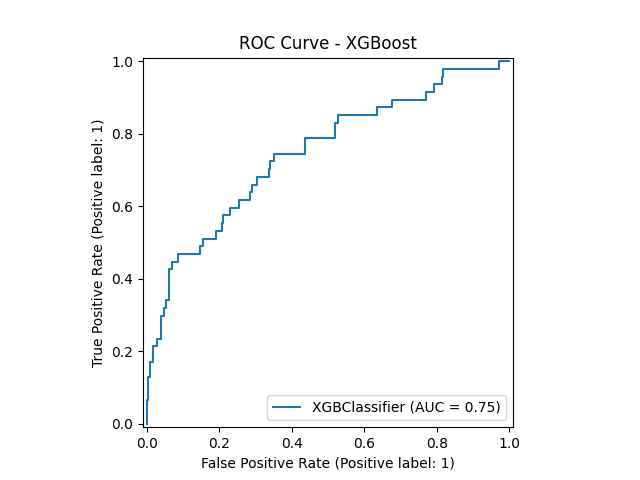 ROC Curve - XGBoost
1.0
0.8
0.6
0.4
0.2
0.0
True Positive Rate (Positive label: 1)
XGBClassifier (AUC = 0.75)
0.0 0.2 0.4 0.6 0.8 1.0
False Positive Rate (Positive label: 1)